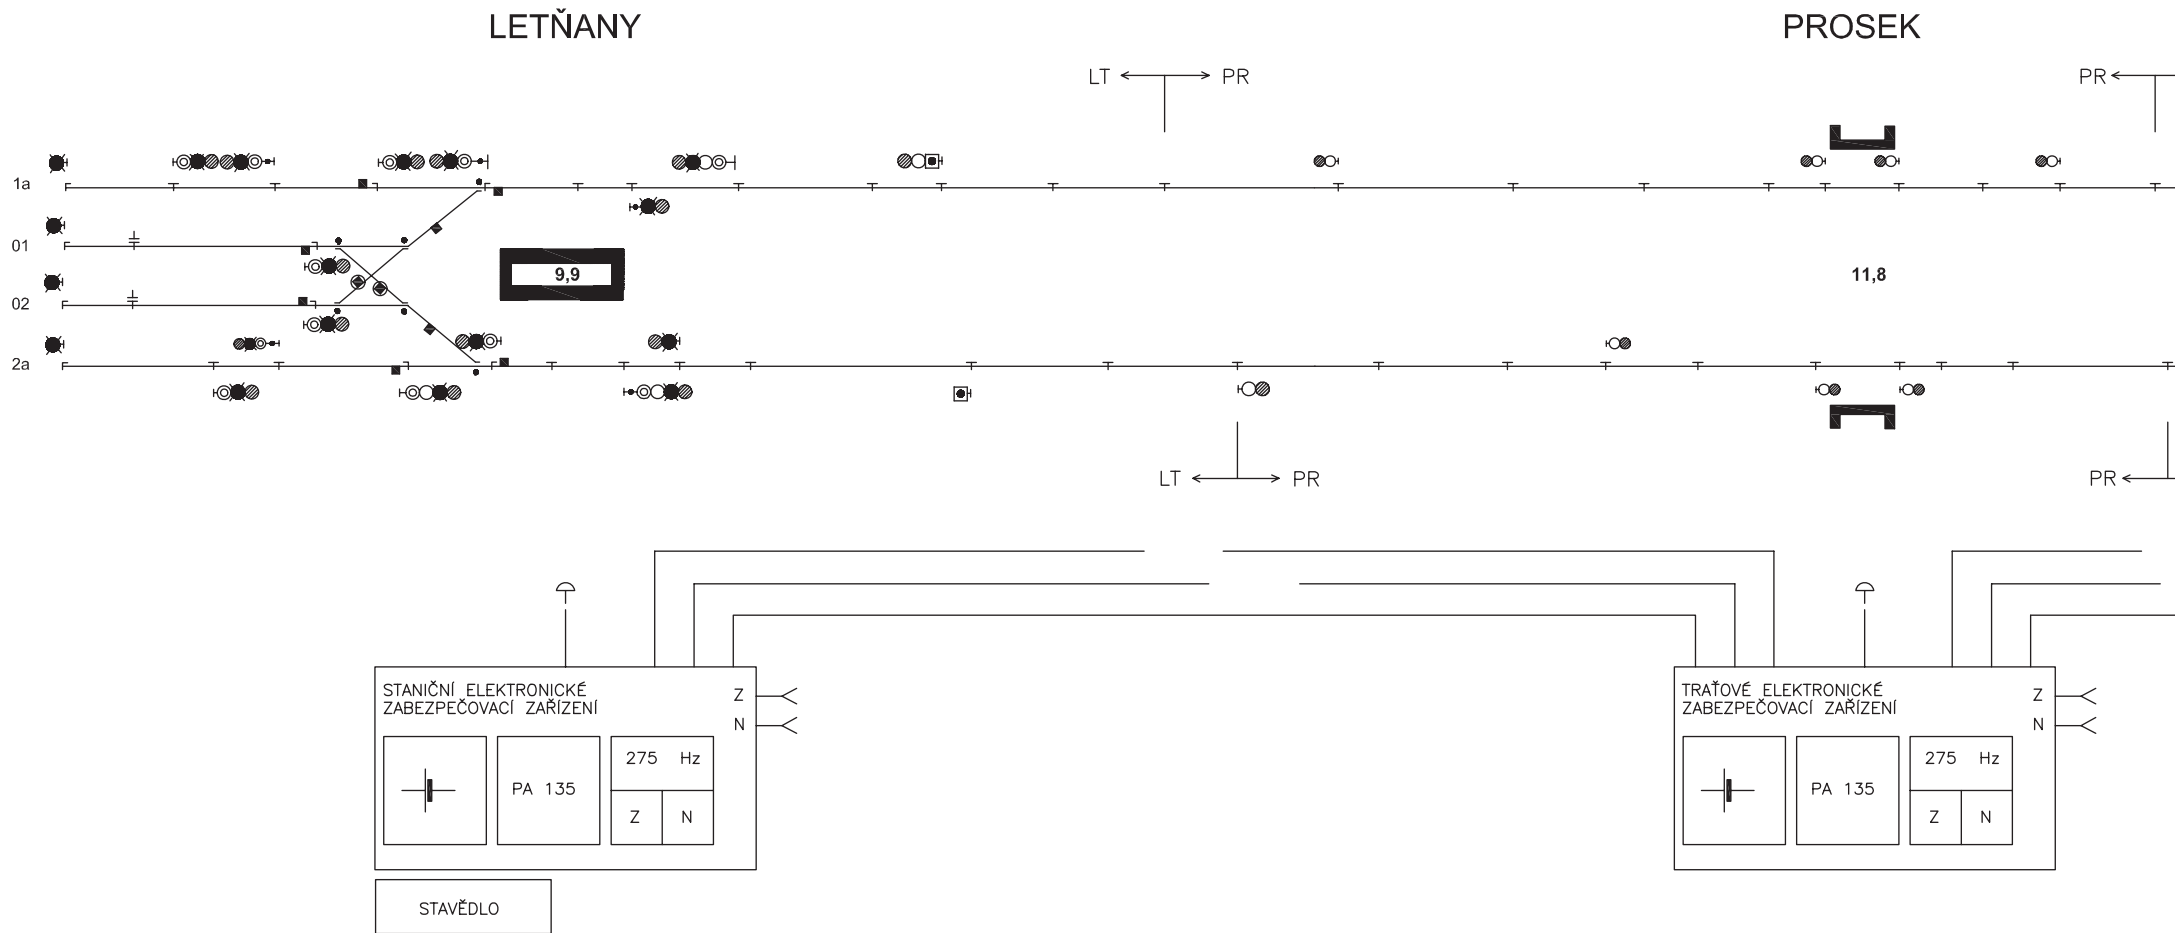 LETŇANY
PROSEK
LT
PR
PR
1a
01
02
2a
9,9
11,8
LT
PR
PR
STANIČNÍ ELEKTRONICKÉ
ZABEZPEČOVACÍ ZAŘÍZENÍ
Z
N
PA 135
275 Hz
Z
N
STAVĚDLO
TRAŤOVÉ ELEKTRONICKÉ
ZABEZPEČOVACÍ ZAŘÍZENÍ
Z
N
PA 135
275 Hz
Z
N